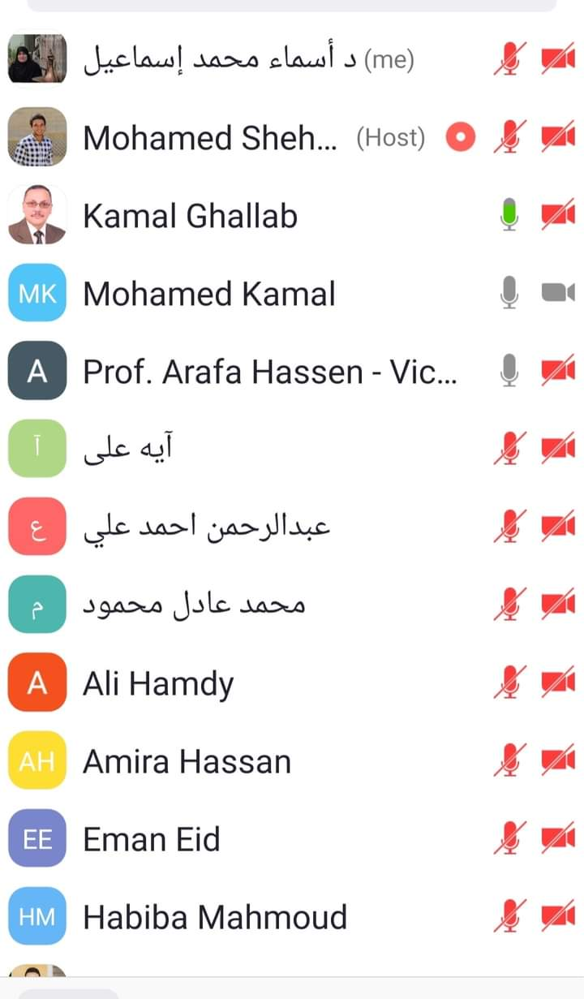 د أسماء محمد إسماعيل (me)
Mohamed Sheh... (Host)
Kamal Ghallab
MK Mohamed Kamal
A Prof. Arafa Hassen - Vic...
آ آيه على
ع عبدالرحمن احمد علي
م محمد عادل محمود
A Ali Hamdy
AH Amira Hassan
EE Eman Eid
HM Habiba Mahmoud